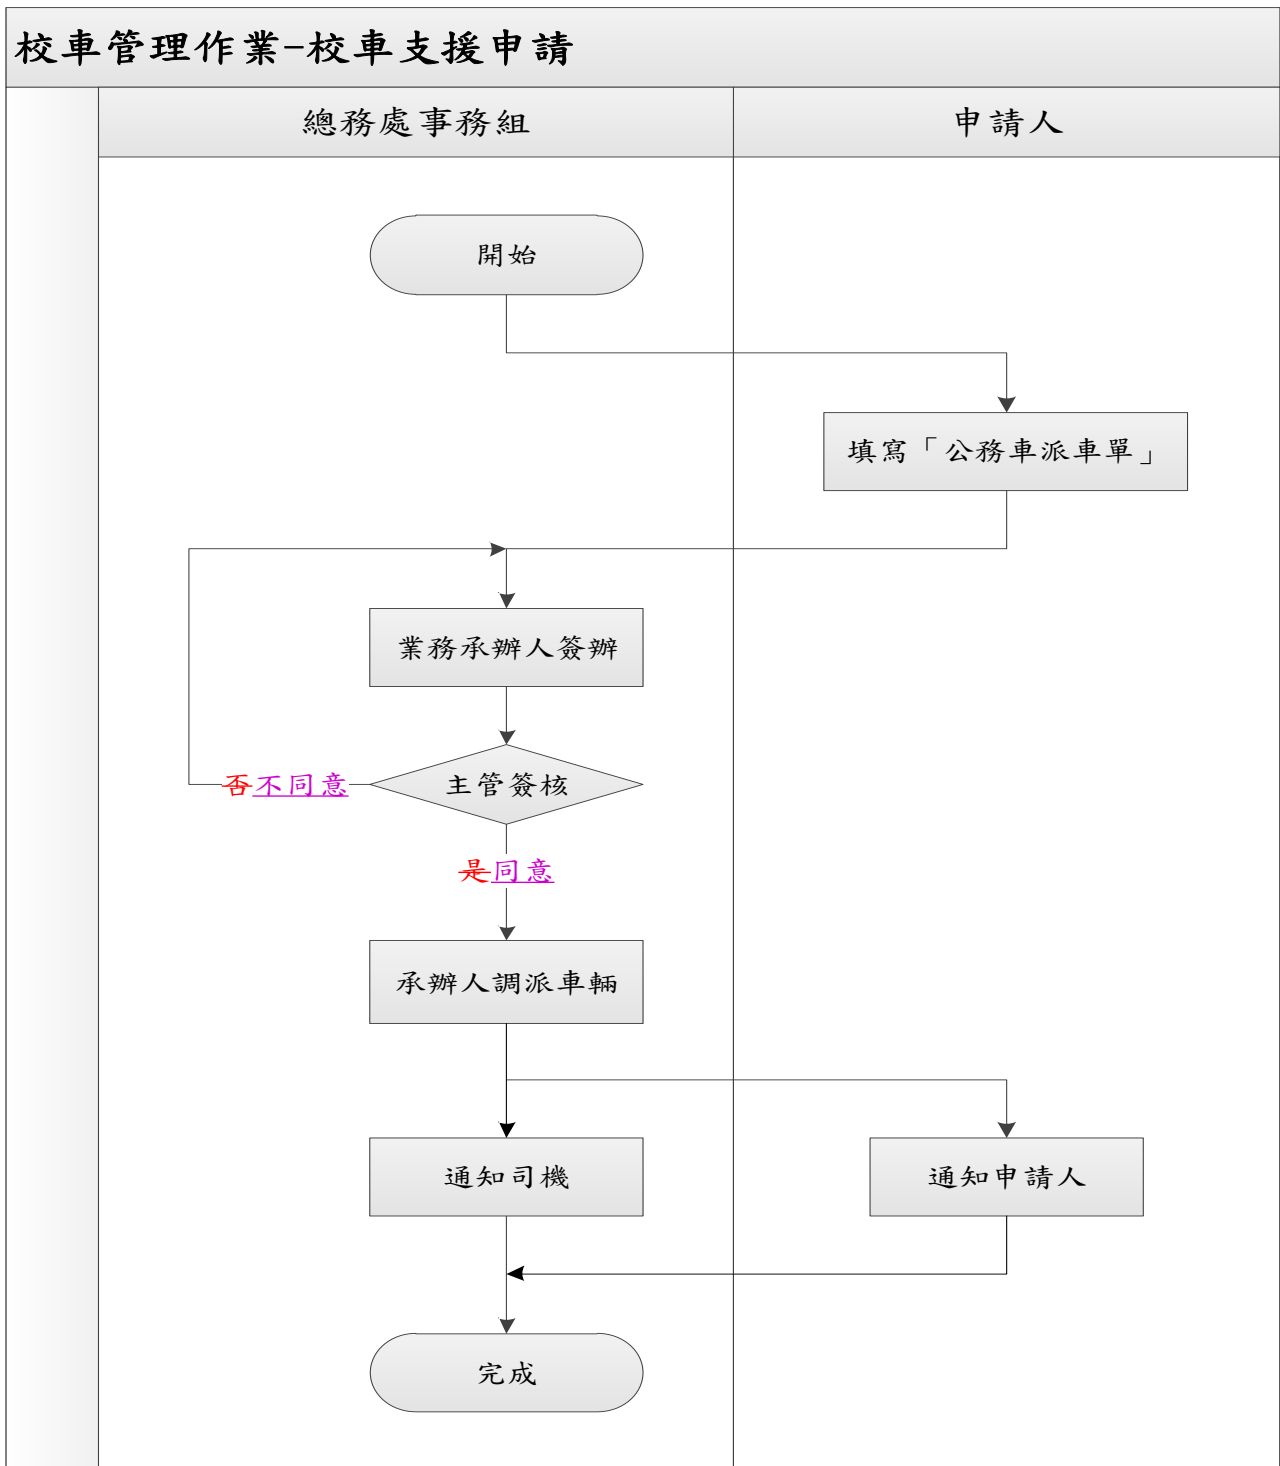 校車管理作業-校車支援申請
總務處事務組
申請人
開始
填寫「公務車派車單」
業務承辦人簽辦
主管簽核
否不同意
是同意
承辦人調派車輛
通知司機
通知申請人
完成